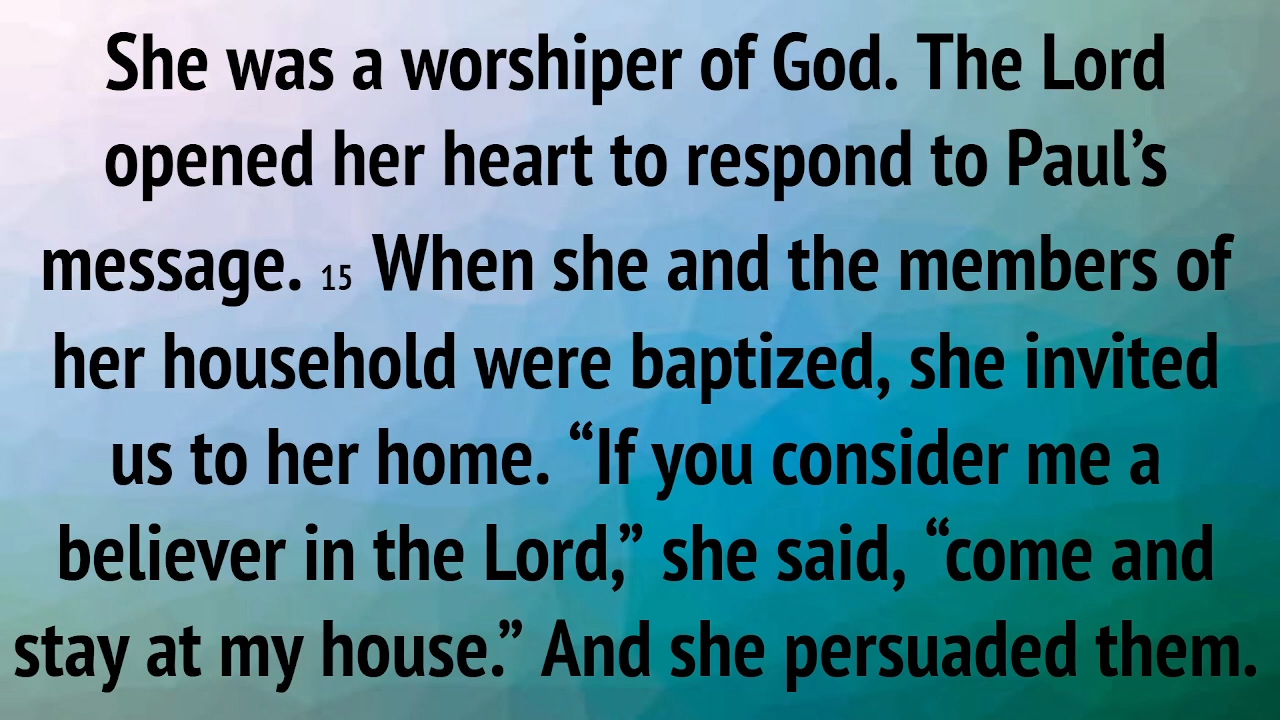 She was a worshiper of God. The Lord
opened her heart to respond to Paul’s
message. 15 When she and the members of
her household were baptized, she invited
us to her home. “If you consider me a
believer in the Lord,” she said, “come and
stay at my house.” And she persuaded them.